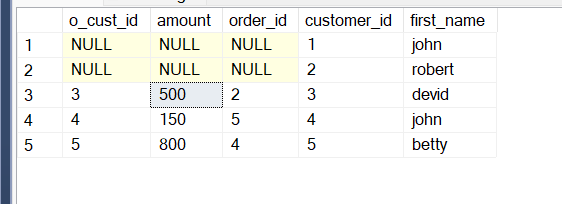 o_cust_id amount order_id customer_id first_name
1 NULL NULL NULL 1 john
2 NULL NULL NULL 2 robert
3 3 500 2 3 devid
4 4 150 5 4 john
5 5 800 4 5 betty